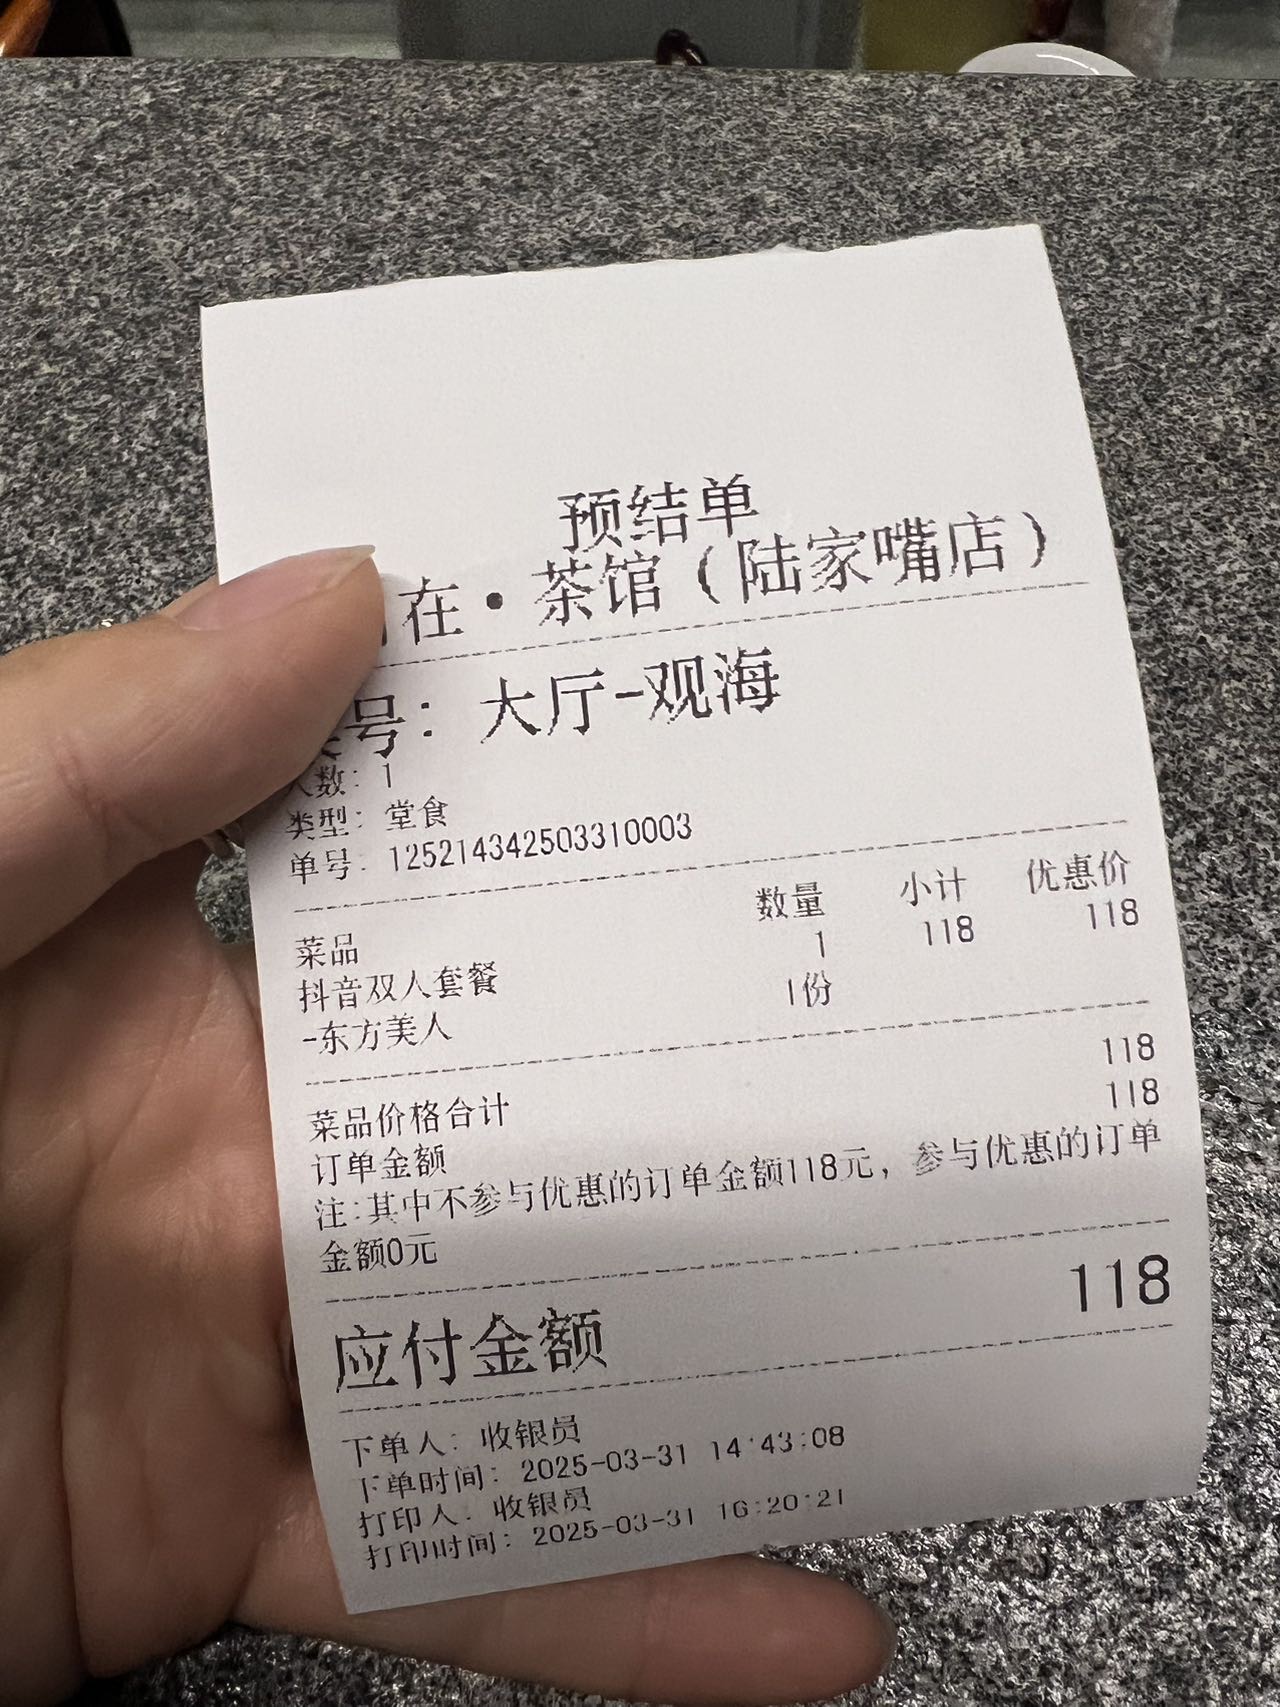 预结单
在·茶馆（陆家嘴店）
号：大厅-观海
人数：1
类型：堂食
单号：125214342503310003
菜品 数量 小计 优惠价
抖音双人套餐 1 118 118
-东方美人 1份
菜品价格合计 118
订单金额 118
注:其中不参与优惠的订单金额118元，参与优惠的订单
金额0元
应付金额 118
下单人：收银员
下单时间：2025-03-31 14:43:08
打印人：收银员
打印时间：2025-03-31 16:20:21